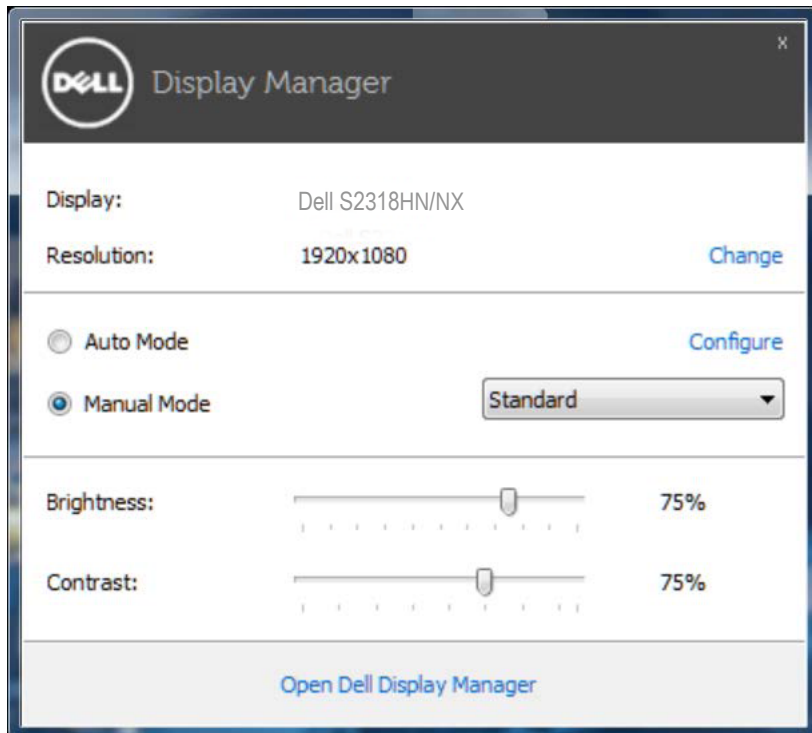 x
DELL Display Manager
Display: Dell S2318HN/NX
Resolution: 1920x1080 Change
Auto Mode Configure
Manual Mode Standard
Brightness: 75%
Contrast: 75%
Open Dell Display Manager